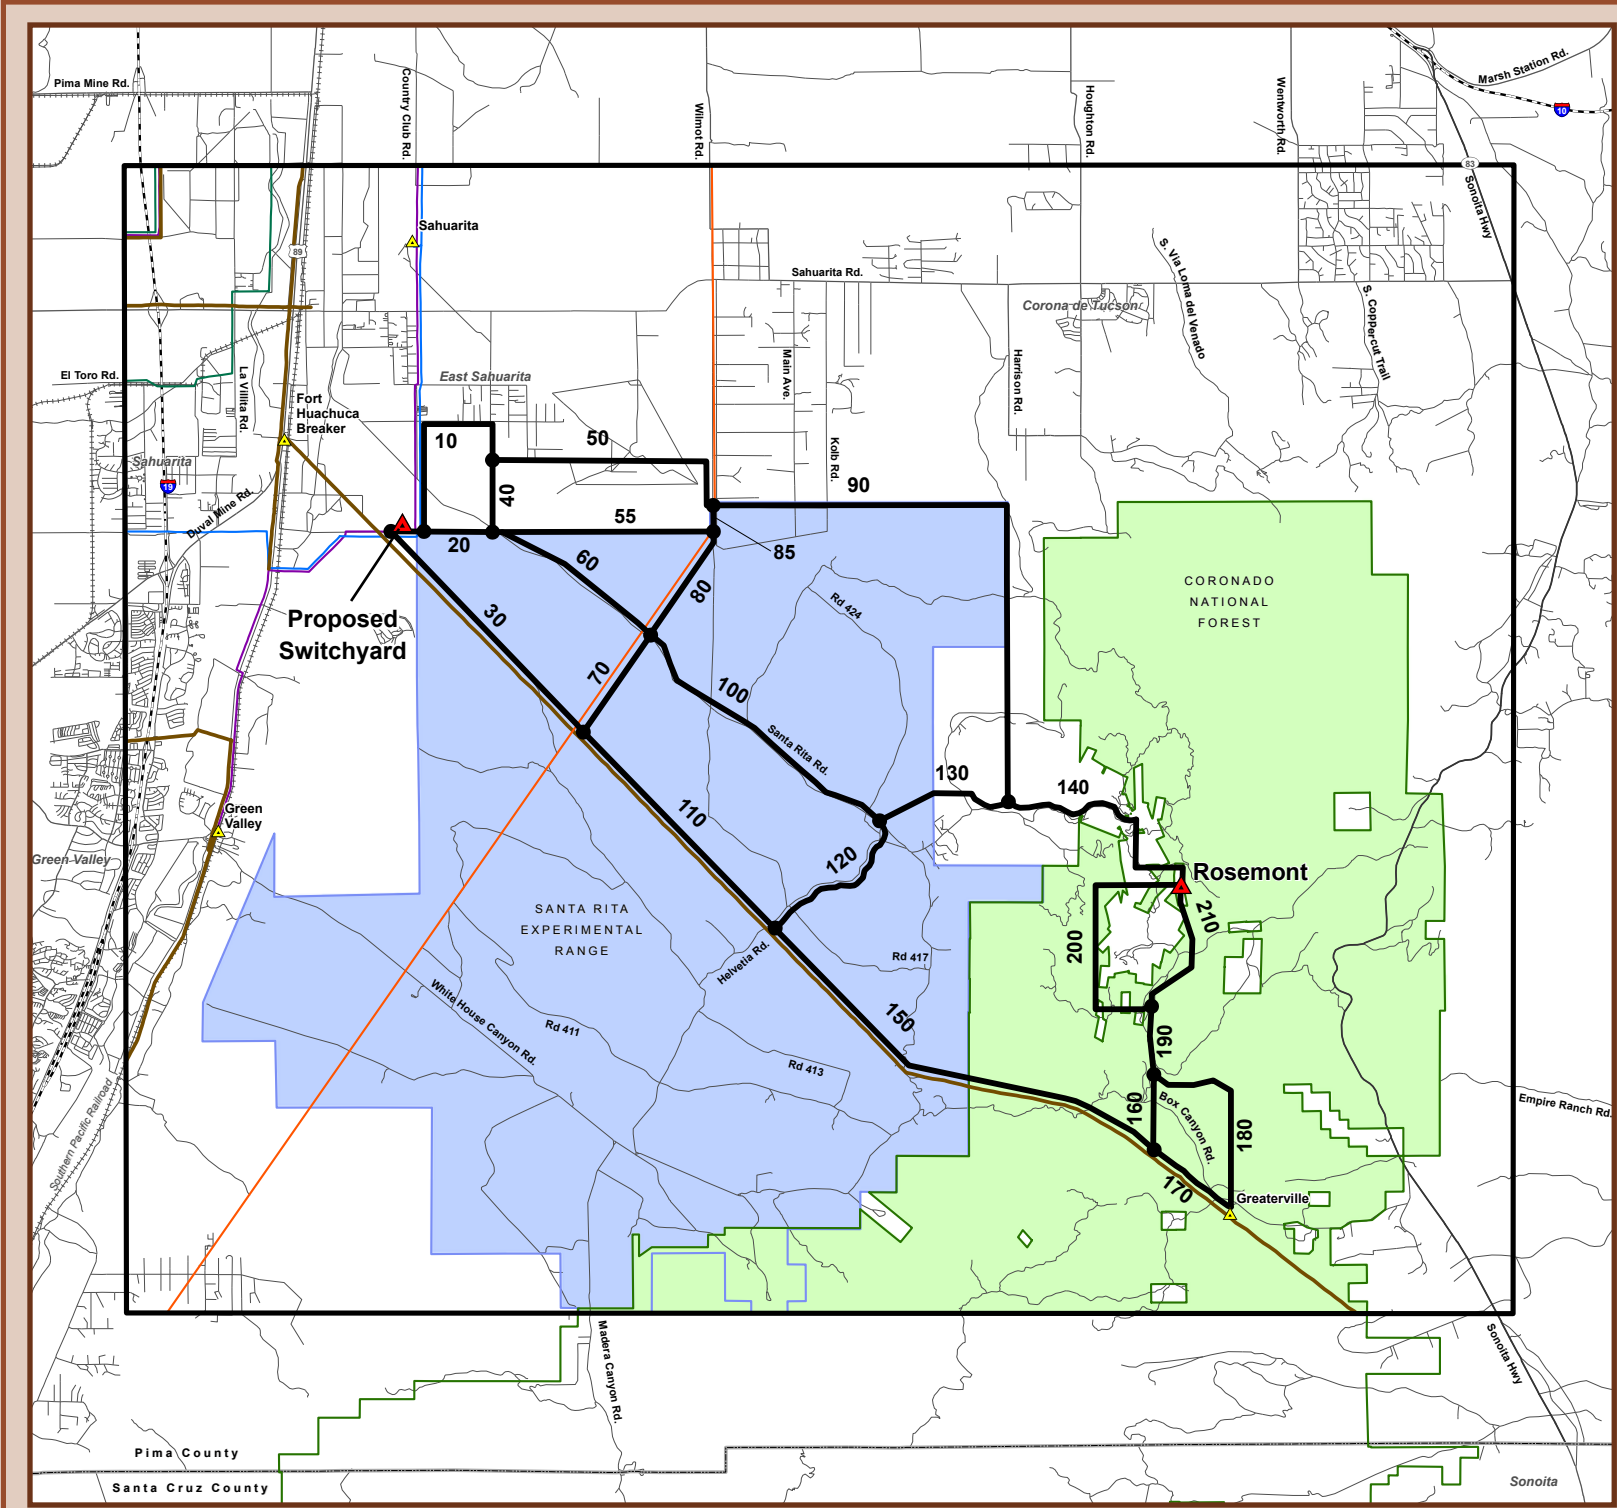 Pima Mine Rd.
Country Club Rd.
Wilmot Rd.
Houghton Rd.
Wentworth Rd.
Marsh Station Rd.
10
83
Sonoita Hwy
Sahuarita
89
Sahuarita Rd.
S. Via Loma del Venado
Corona de Tucson
S. Coppercut Trail
El Toro Rd.
La Villita Rd.
East Sahuarita
Main Ave.
Harrison Rd.
Fort
Huachuca
Breaker
Sahuarita
19
Duval Mine Rd.
10
50
40
Kolb Rd.
90
55
20
85
60
80
30
Proposed
Switchyard
Rd 424
CORONADO
NATIONAL
FOREST
70
100
Santa Rita Rd.
130
140
110
Green
Valley
Green Valley
120
Rosemont
SANTA RITA
EXPERIMENTAL
RANGE
210
200
Helvetia Rd.
Rd 417
White House Canyon Rd.
Rd 411
150
190
Rd 413
160
Box Canyon Rd.
180
Empire Ranch Rd.
Southern Pacific Railroad
170
Greaterville
Madera Canyon Rd.
Sonoita Hwy
Pima County
Santa Cruz County
Sonoita